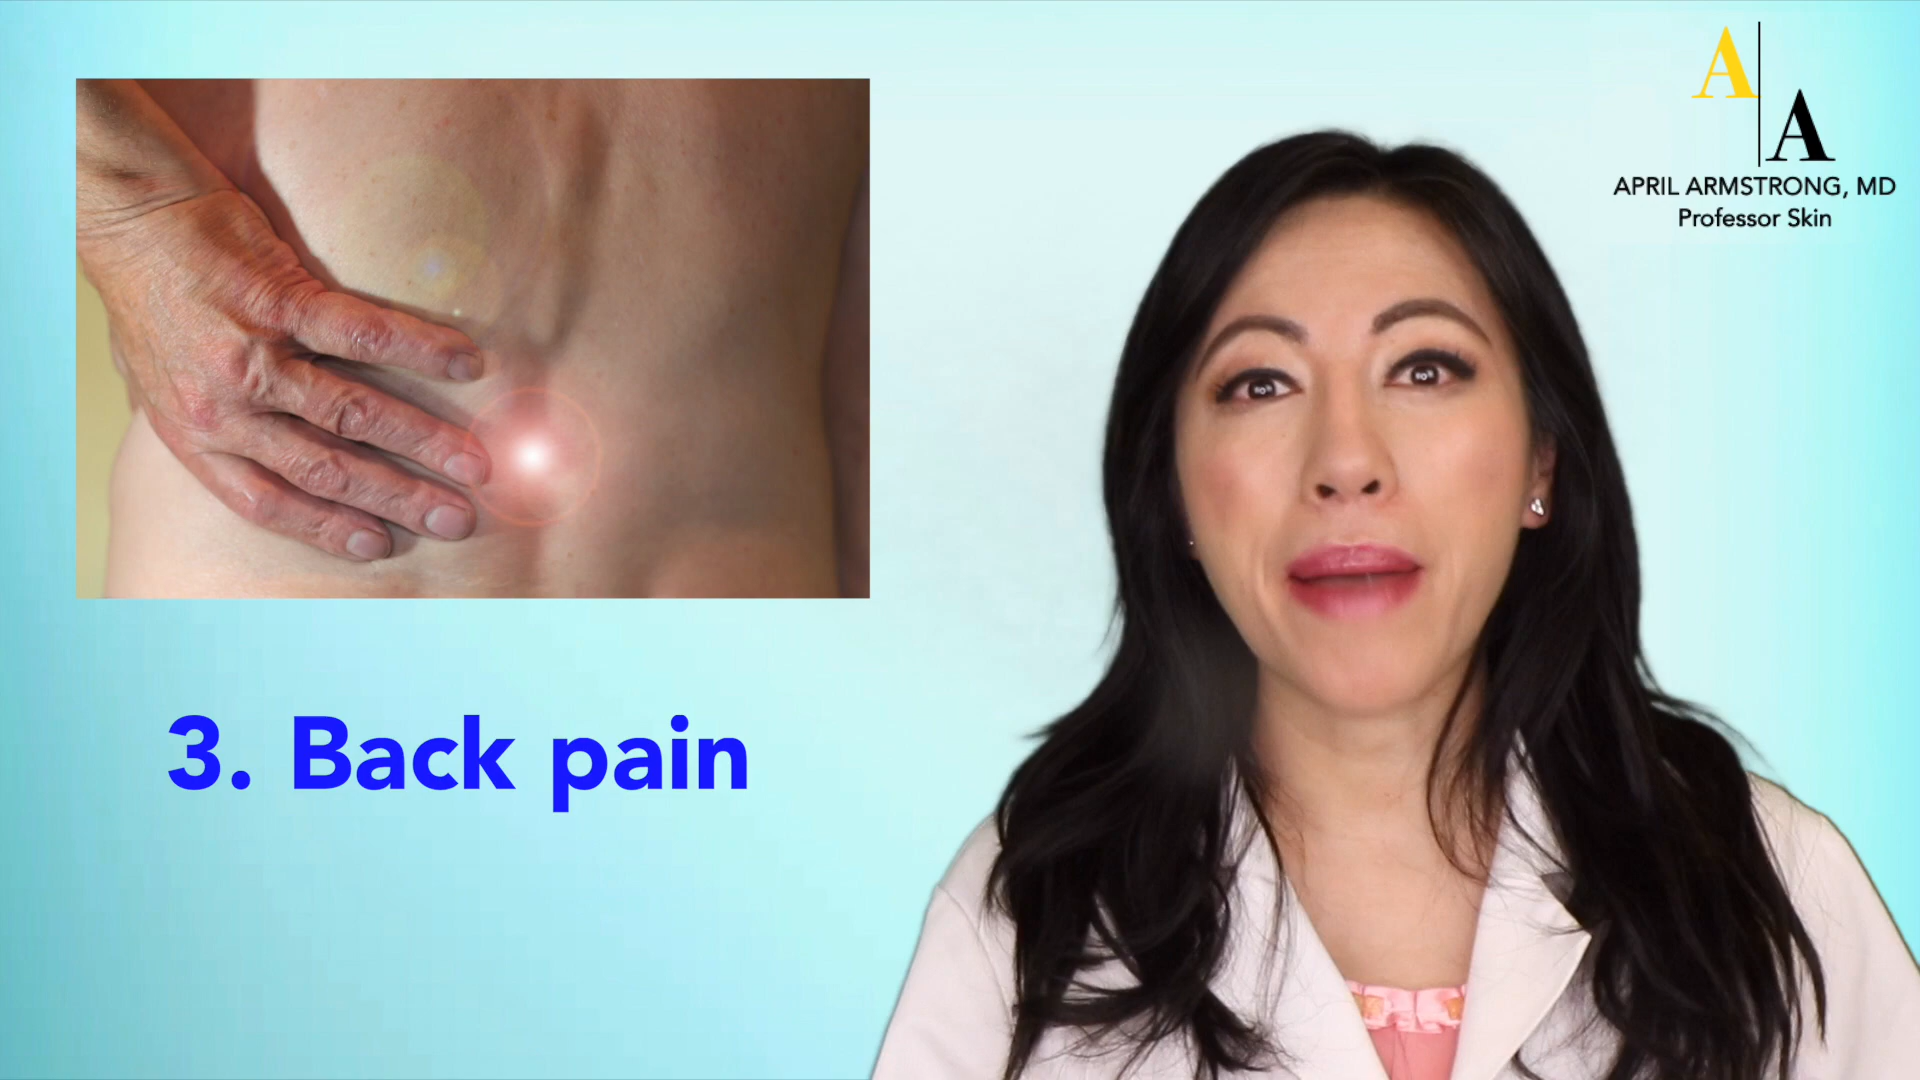 A
A
APRIL ARMSTRONG, MD
Professor Skin
3. Back pain